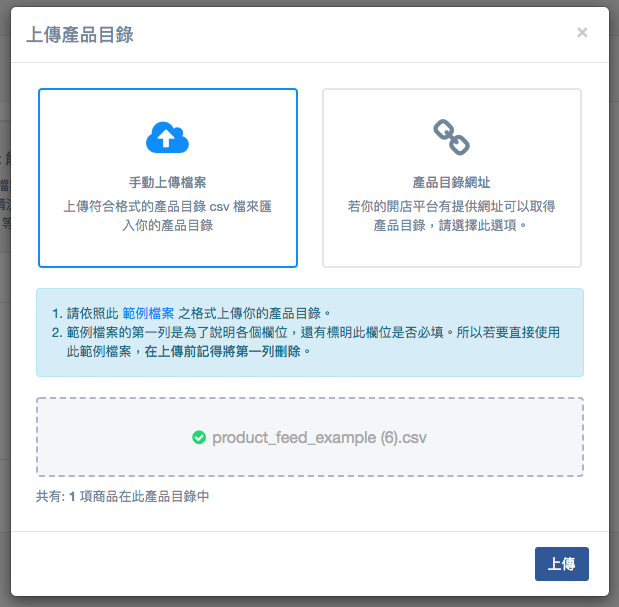 上傳產品目錄
×
手動上傳檔案
上傳符合格式的產品目錄 csv 檔來匯
入你的產品目錄
產品目錄網址
若你的開店平台有提供網址可以取得
產品目錄，請選擇此選項。
1. 請依照此 範例檔案 之格式上傳你的產品目錄。
2. 範例檔案的第一列是為了說明各個欄位，還有標明此欄位是否必填。所以若要直接使用
此範例檔案，在上傳前記得將第一列刪除。
product_feed_example (6).csv
共有: 1 項商品在此產品目錄中
上傳